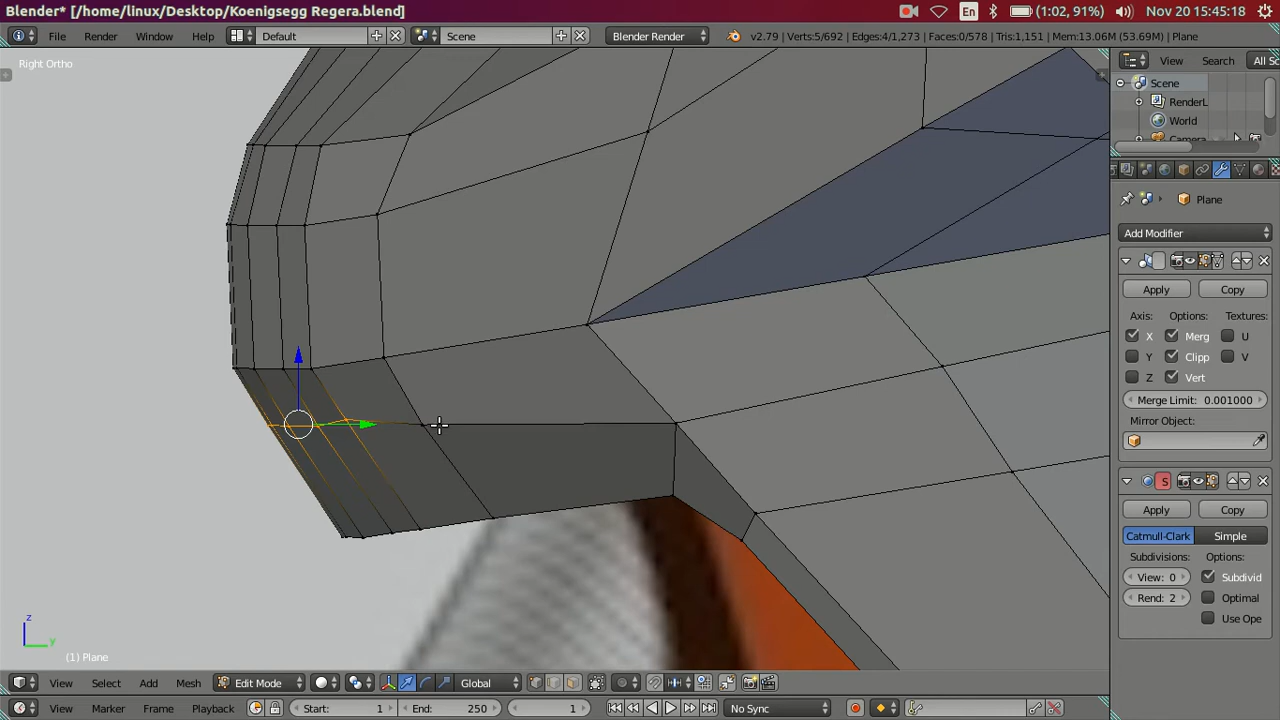 Blender* [/home/linux/Desktop/Koenigsegg Regera.blend]
En
(1:02, 91%)
Nov 20 15:45:18
File Render Window Help
Default
Scene
Blender Render
v2.79 | Verts:5/692 | Edges:4/1,273 | Faces:0/578 | Tris:1,151 | Mem:13.06M (53.69M) | Plane
View Search All Sc
Right Ortho
Scene
RenderL
World
Camera
Plane
Add Modifier
Apply Copy
Axis: Options: Textures:
X Merg U
Y Clipp V
Z Vert
Merge Limit: 0.001000
Mirror Object:
S
Apply Copy
Catmull-Clark Simple
Subdivisions: Options:
View: 0 Subdivid
Rend: 2 Optimal
Use Ope
z
y
(1) Plane
View Select Add Mesh Edit Mode Global
View Marker Frame Playback Start: 1 End: 250 1 No Sync